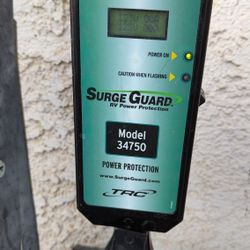 POWER ON
CAUTION WHEN FLASHING
SURGE GUARD
RV Power Protection
Model
34750
POWER PROTECTION
www.SurgeGuard.com
TRC